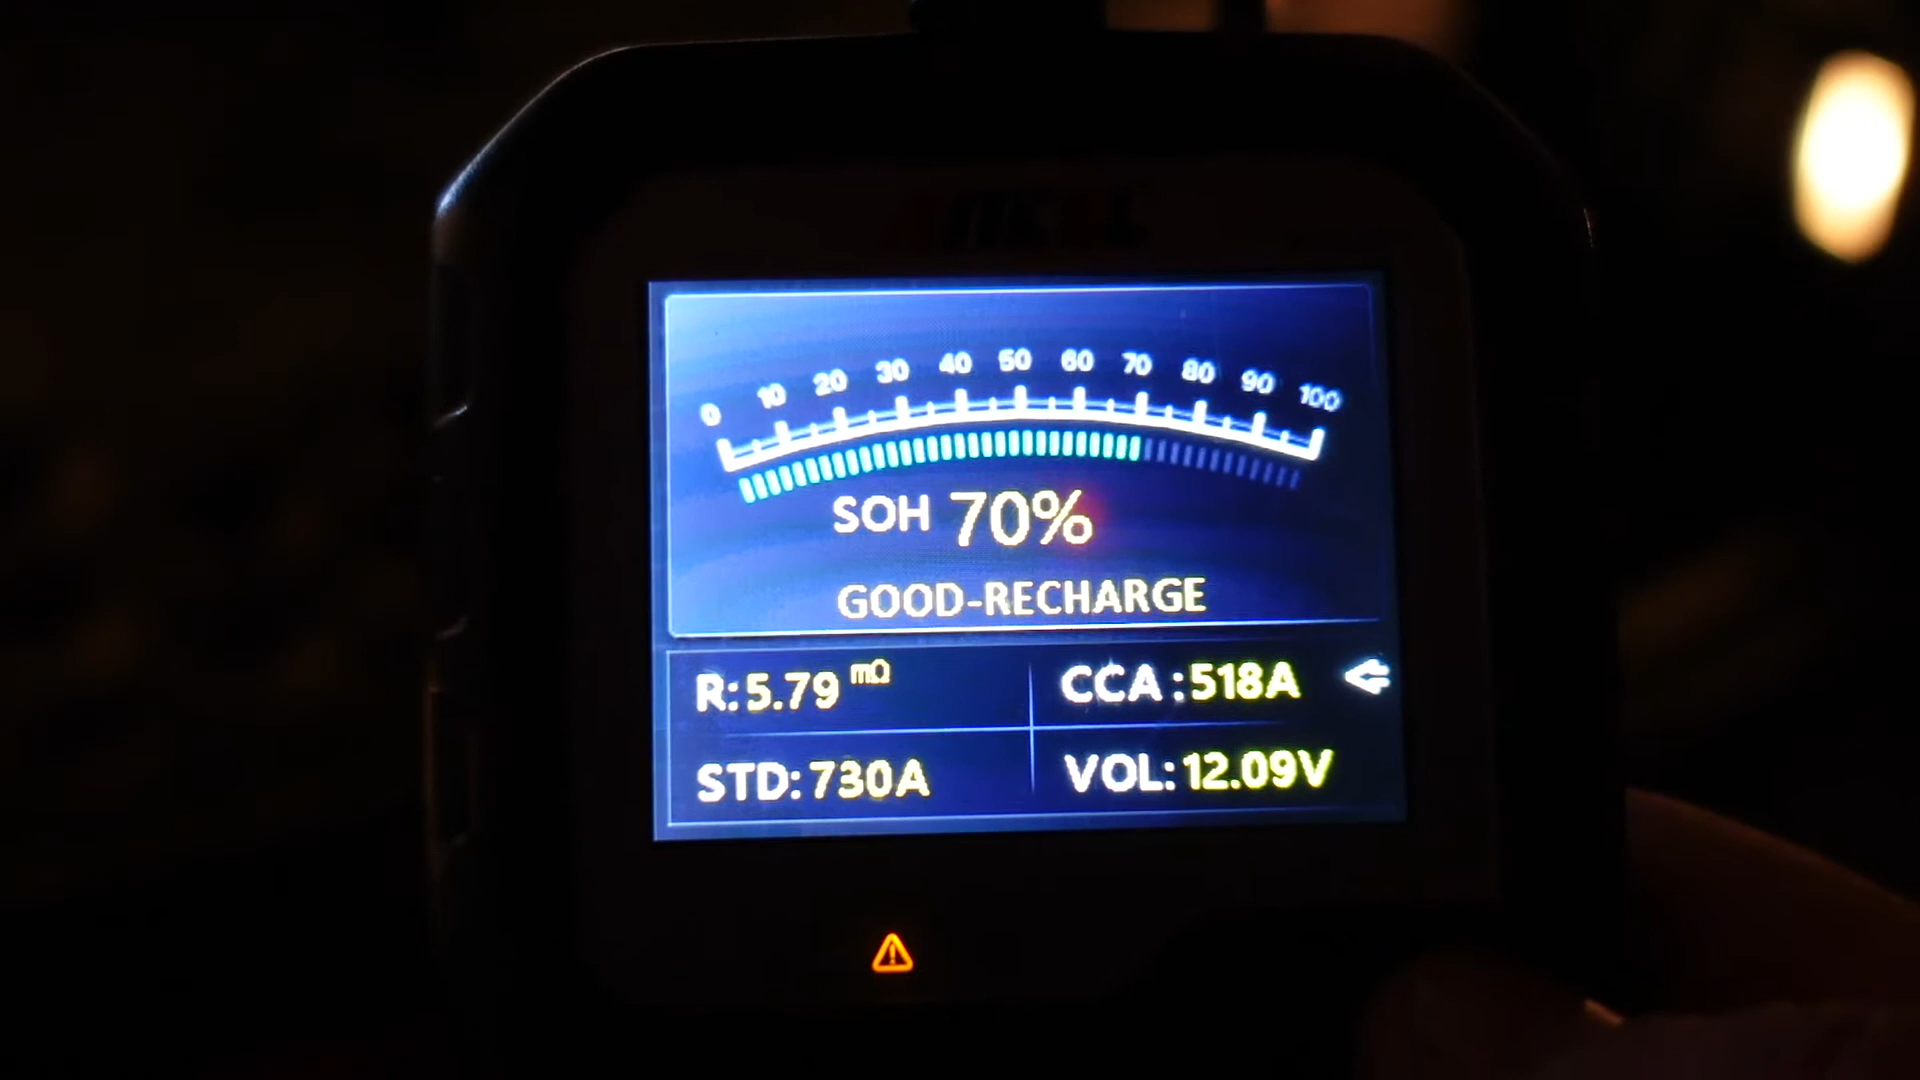 0 10 20 30 40 50 60 70 80 90 100
SOH 70%
GOOD-RECHARGE
R: 5.79 mΩ
CCA : 518A
STD: 730A
VOL: 12.09V